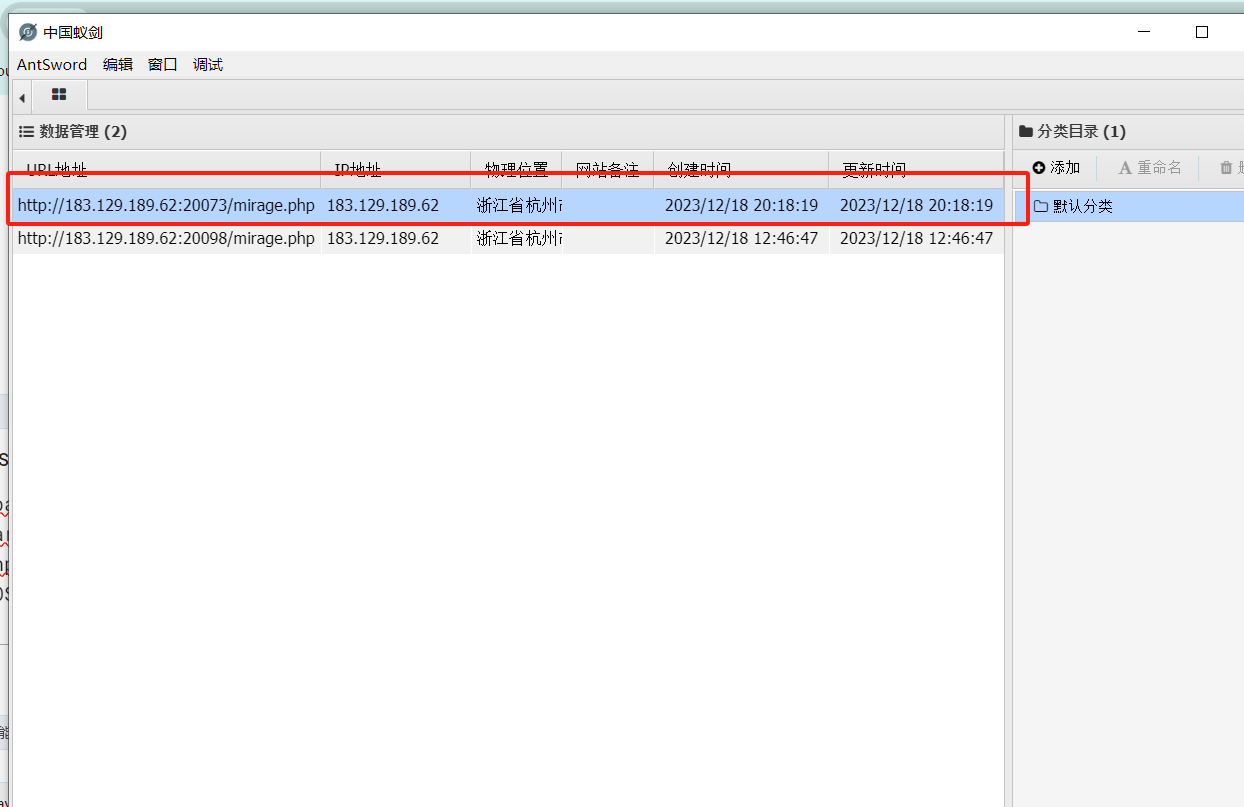 中国蚁剑
AntSword 编辑 窗口 调试
数据管理 (2)
分类目录 (1)
URL地址 IP地址 物理位置 网站备注 创建时间 更新时间
添加 重命名
http://183.129.189.62:20073/mirage.php 183.129.189.62 浙江省杭州 2023/12/18 20:18:19 2023/12/18 20:18:19
默认分类
http://183.129.189.62:20098/mirage.php 183.129.189.62 浙江省杭州 2023/12/18 12:46:47 2023/12/18 12:46:47